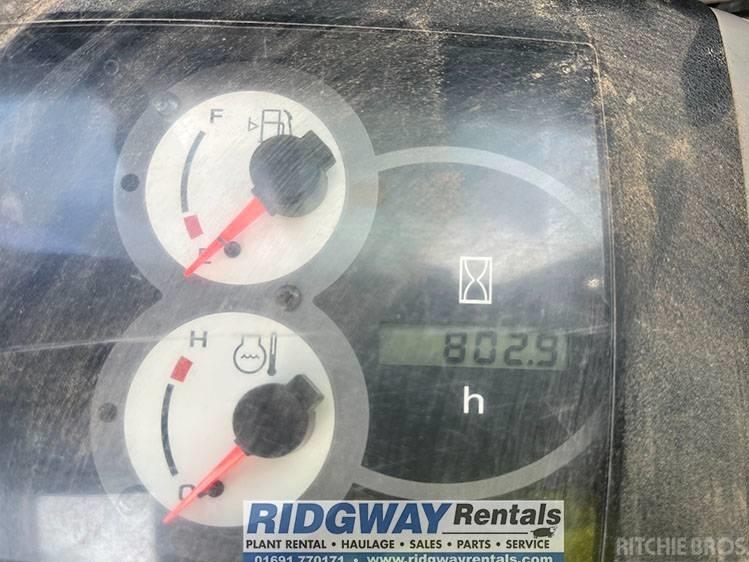 F
E
802.9
H
h
C
RIDGWAY Rentals
PLANT RENTAL • HAULAGE • SALES • PARTS • SERVICE
01691 770171 • www.ridgwayrentals.com
RITCHIE BROS